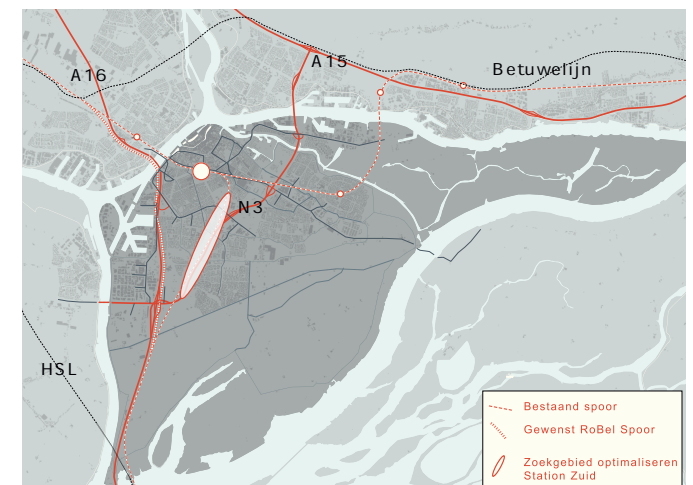 A15
Betuwelijn
A16
N3
HSL
Bestaand spoor
Gewenst RoBel Spoor
Zoekgebied optimaliseren
Station Zuid